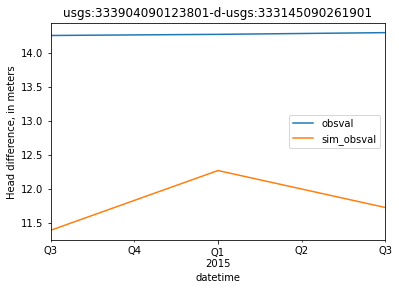 usgs:333904090123801-d-usgs:333145090261901
Head difference, in meters
14.0
13.5
13.0
12.5
12.0
11.5
obsval
sim_obsval
Q3 Q4 Q1 Q2 Q3
2015
datetime